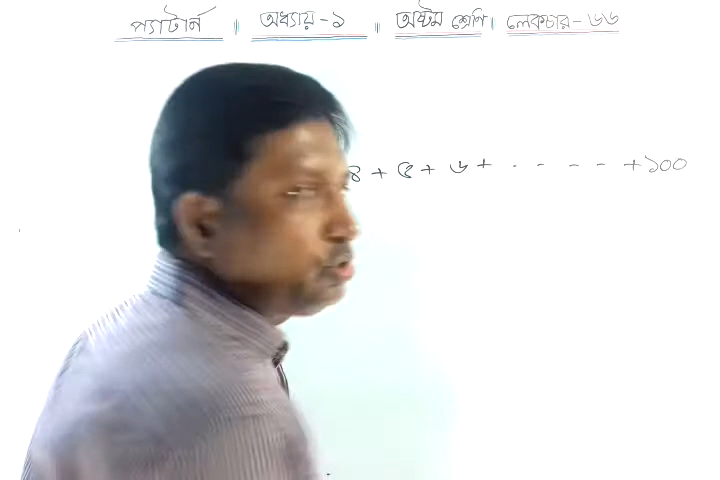 প্যাটার্ন । অধ্যায় - ১ ॥ অষ্টম শ্রেণি । লেকচার - ৬৬
৪ + ৫ + ৬ + . - - - - + ১০০